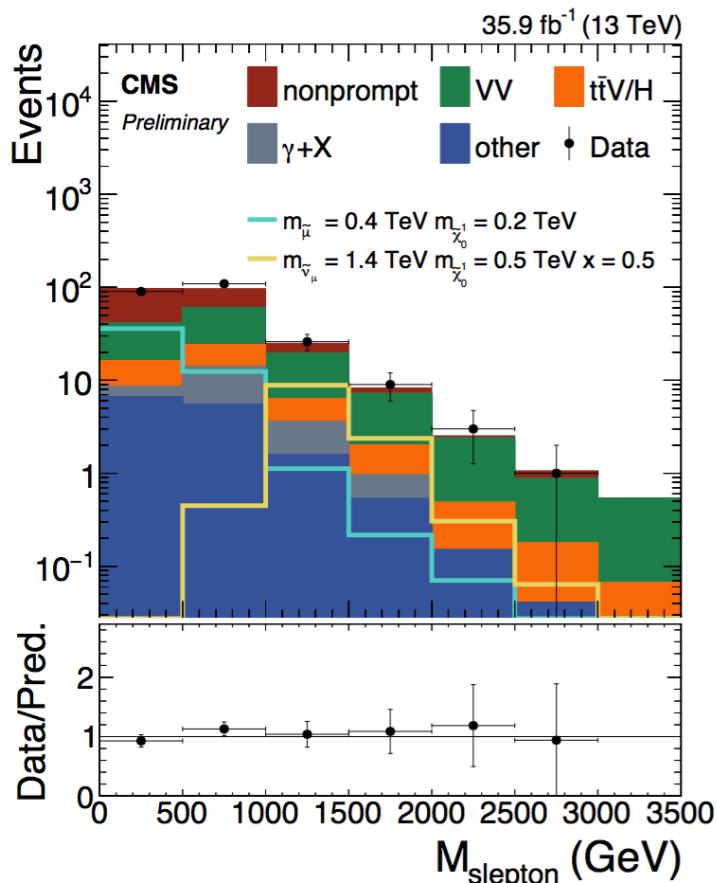 35.9 fb⁻¹ (13 TeV)
CMS
Preliminary
nonprompt VV tt̄V/H
γ+X other Data
m_μ̃ = 0.4 TeV m_χ̃₀¹ = 0.2 TeV
m_ν̃_μ = 1.4 TeV m_χ̃₀¹ = 0.5 TeV x = 0.5
Events
10⁴
10³
10²
10
1
10⁻¹
Data/Pred.
2
1
0
0 500 1000 1500 2000 2500 3000 3500
M_slepton (GeV)